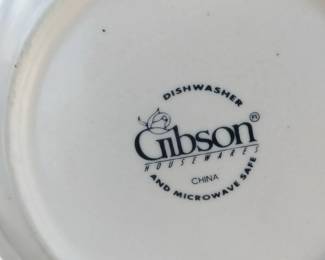 DISHWASHER
Gibson®
HOUSEWARES
CHINA
AND MICROWAVE SAFE